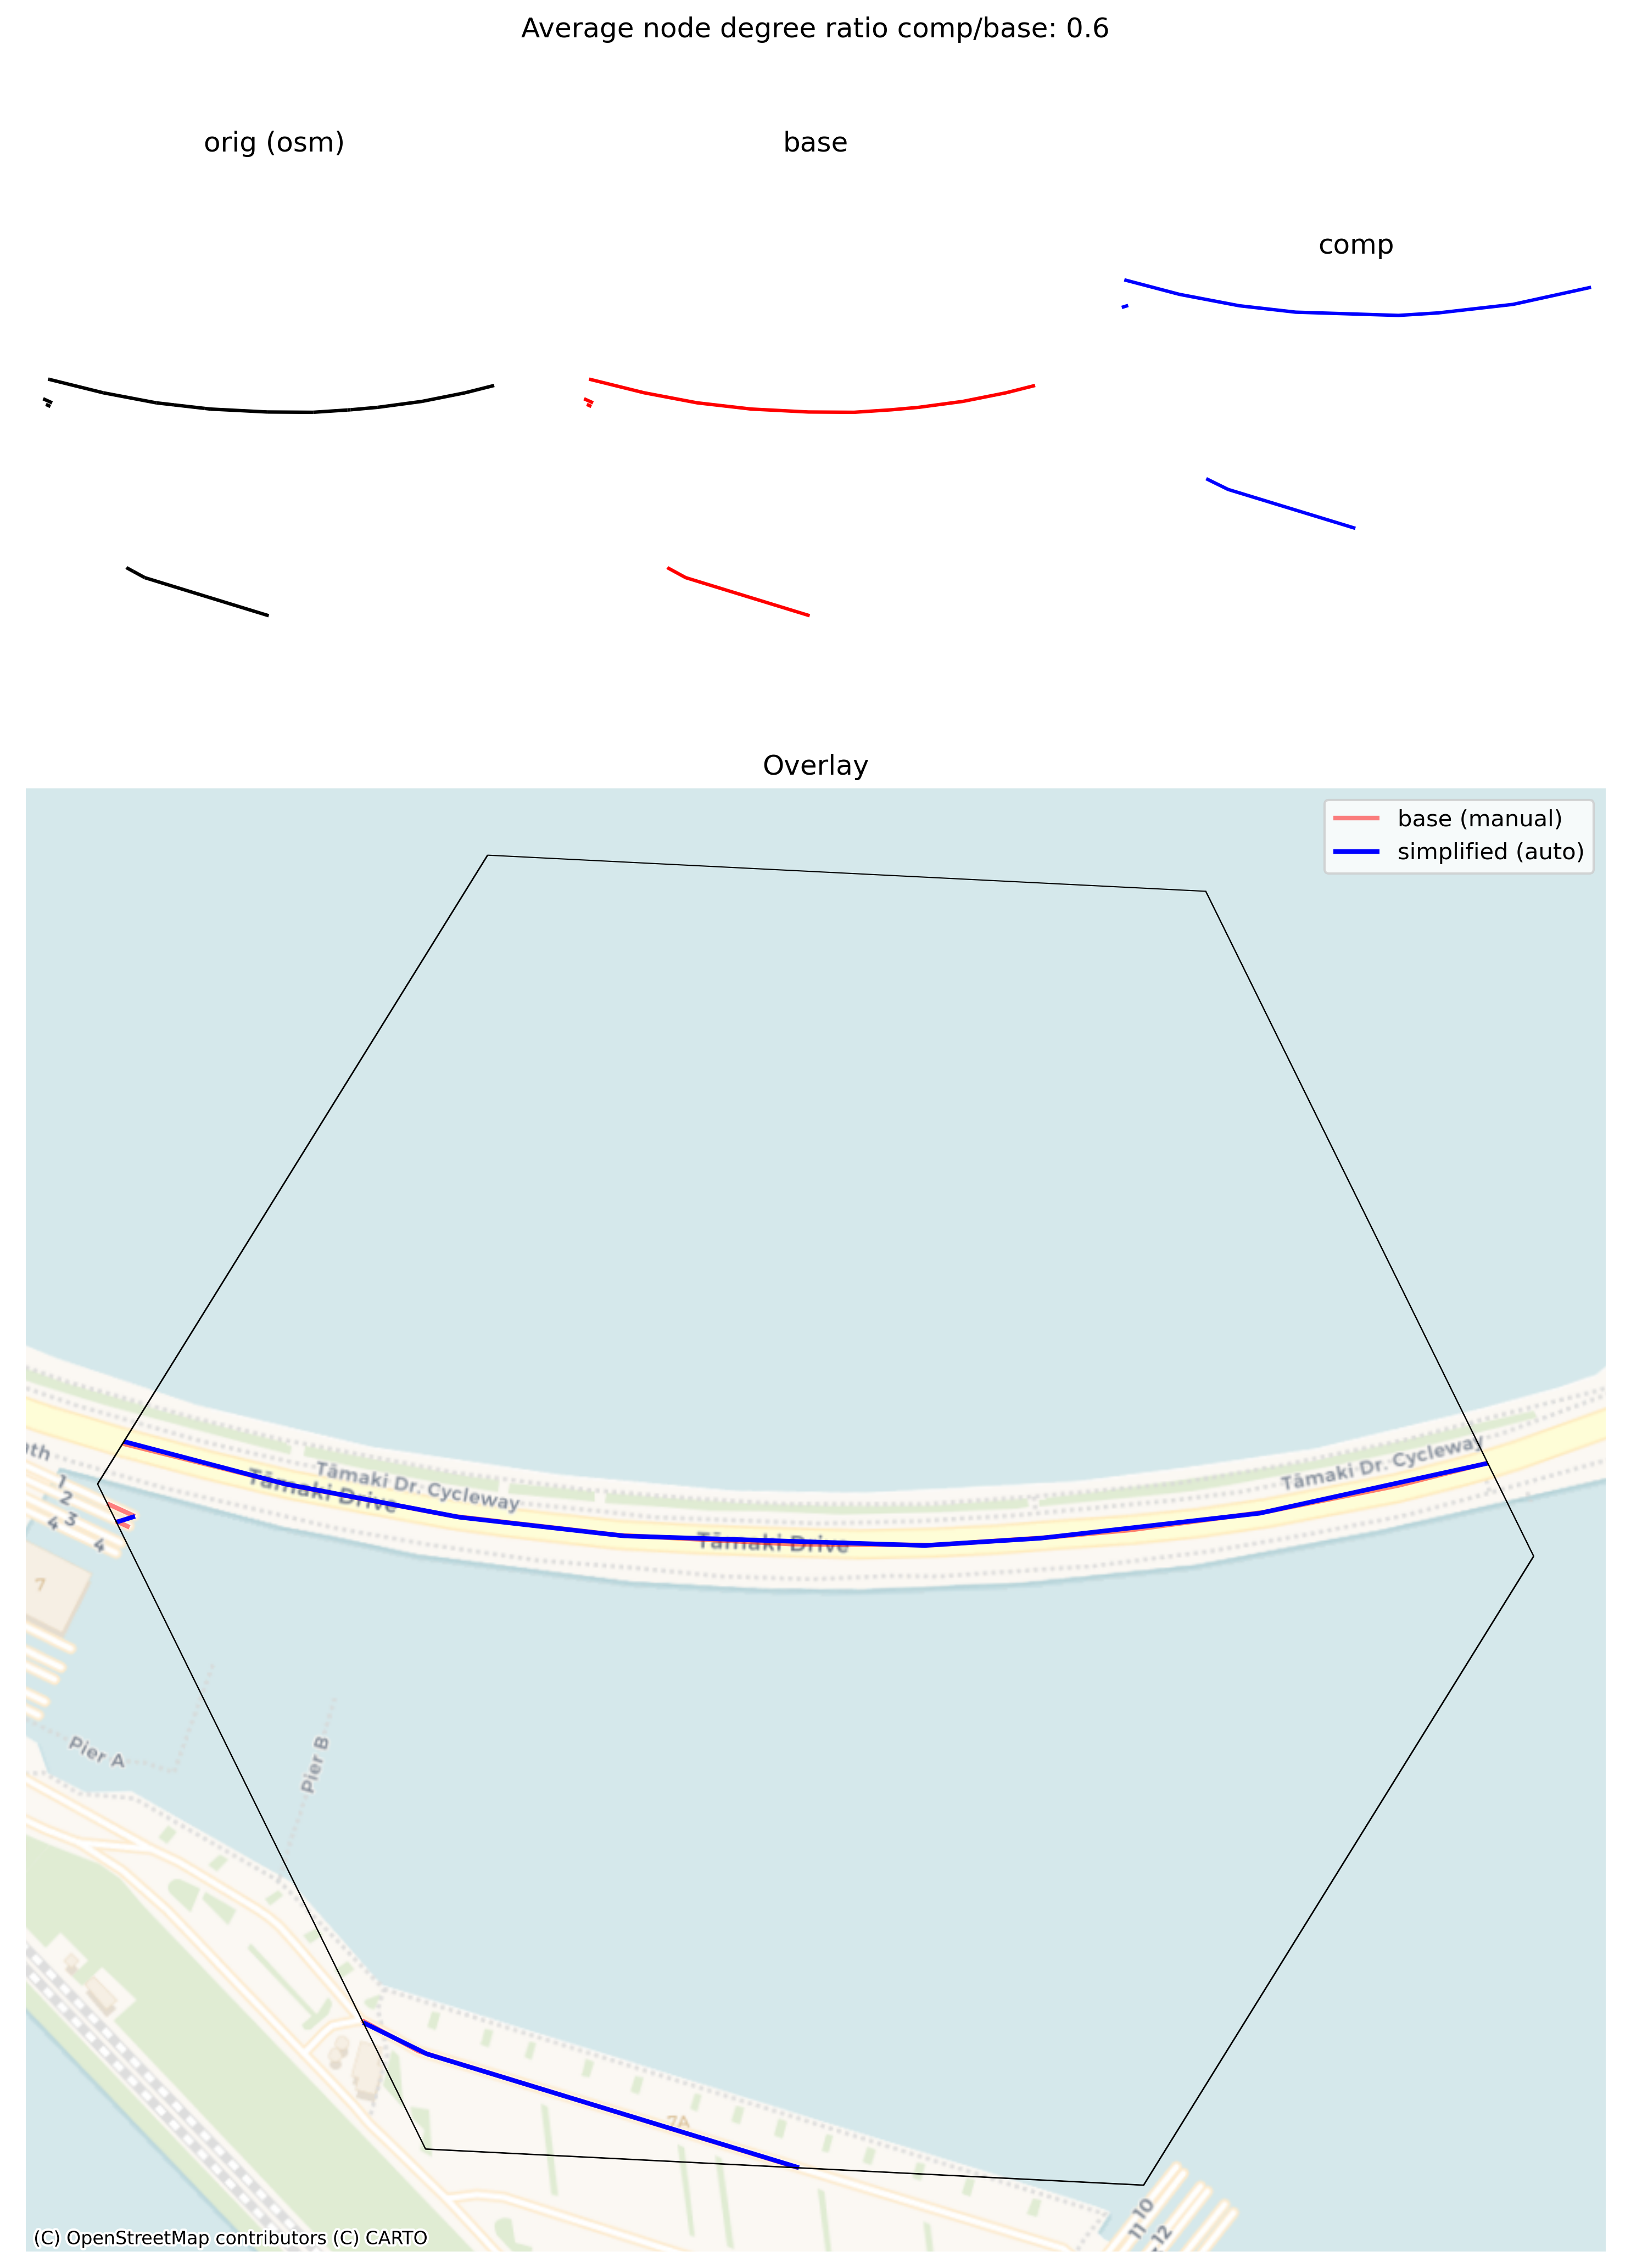 Average node degree ratio comp/base: 0.6
orig (osm)
base
comp
Overlay
base (manual)
simplified (auto)
Tāmaki Dr. Cycleway
Tāmaki Dr. Cycleway
Tāmaki Drive
Tāmaki Drive
1
2
3
4
4
7
Pier A
Pier B
7A
10
11
12
(C) OpenStreetMap contributors (C) CARTO